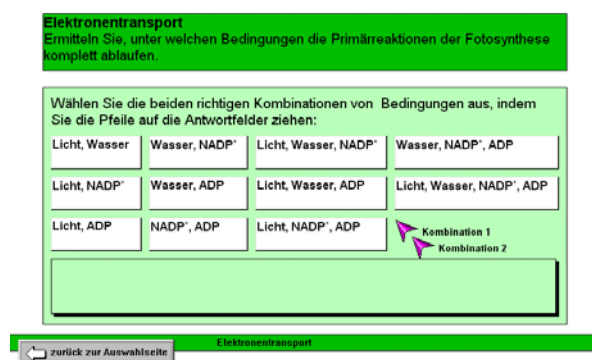 Elektronentransport
Ermitteln Sie, unter welchen Bedingungen die Primärreaktionen der Fotosynthese
komplett ablaufen.
Wählen Sie die beiden richtigen Kombinationen von Bedingungen aus, indem
Sie die Pfeile auf die Antwortfelder ziehen:
Licht, Wasser
Wasser, NADP⁺
Licht, Wasser, NADP⁺
Wasser, NADP⁺, ADP
Licht, NADP⁺
Wasser, ADP
Licht, Wasser, ADP
Licht, Wasser, NADP⁺, ADP
Licht, ADP
NADP⁺, ADP
Licht, NADP⁺, ADP
Kombination 1
Kombination 2
Elektronentransport
zurück zur Auswahlseite